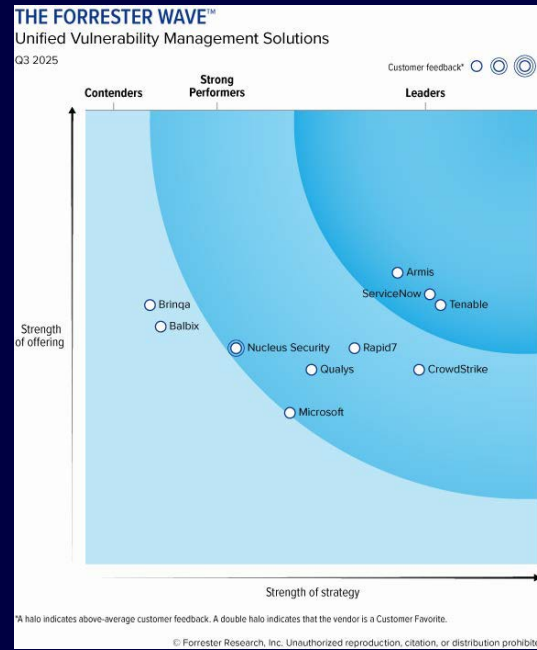 THE FORRESTER WAVE™
Unified Vulnerability Management Solutions
Q3 2025
Customer feedback*
Contenders
Strong
Performers
Leaders
Armis
ServiceNow
Tenable
Brinqa
Balbix
Nucleus Security
Rapid7
Qualys
CrowdStrike
Microsoft
Strength
of offering
Strength of strategy
*A halo indicates above-average customer feedback. A double halo indicates that the vendor is a Customer Favorite.
© Forrester Research, Inc. Unauthorized reproduction, citation, or distribution prohibite